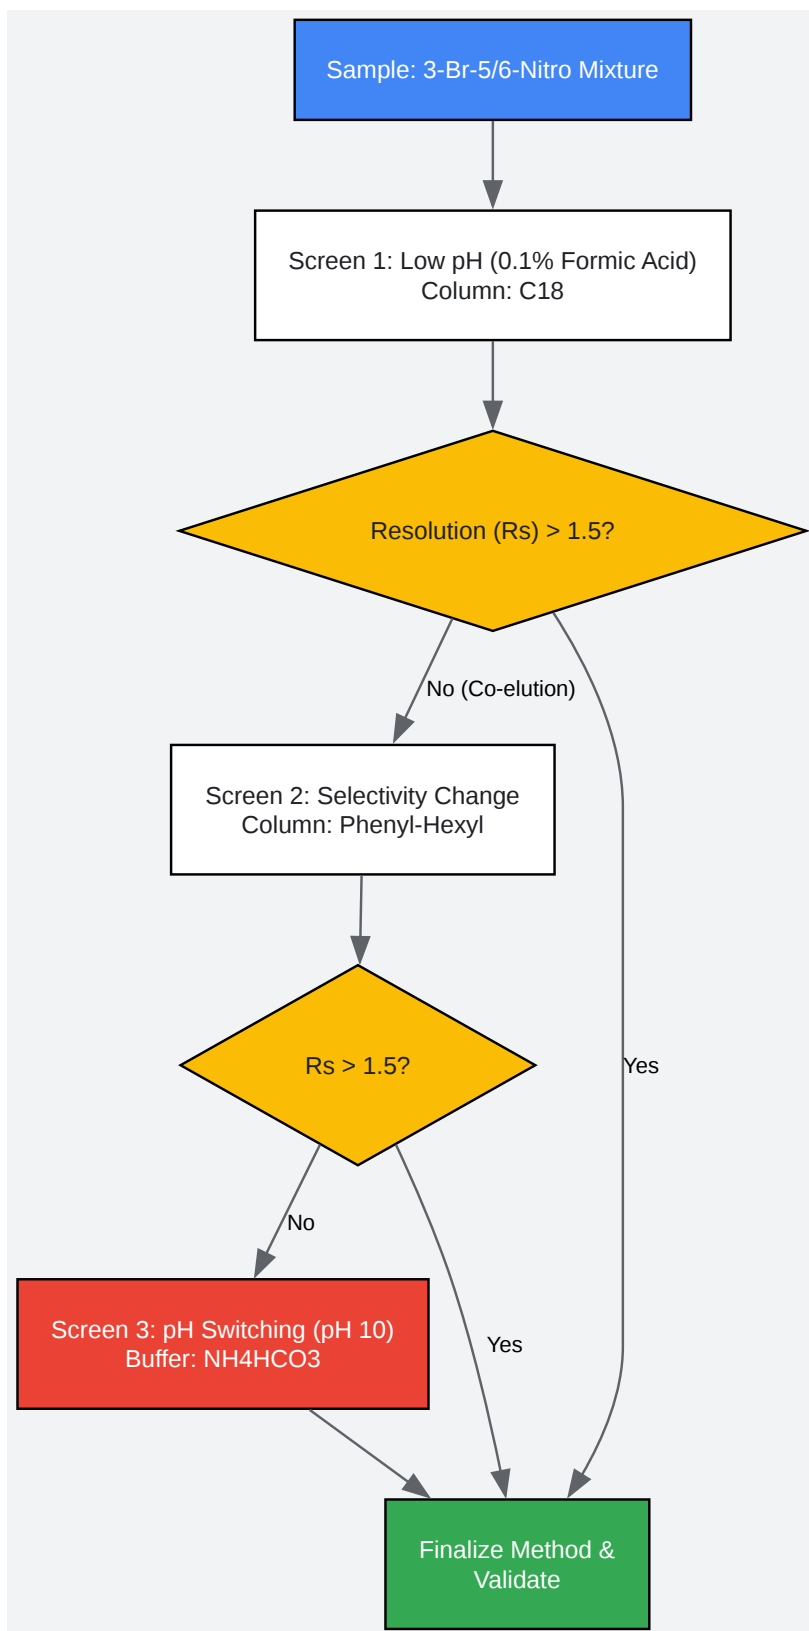 Sample: 3-Br-5/6-Nitro Mixture
Screen 1: Low pH (0.1% Formic Acid)
Column: C18
Resolution (Rs) > 1.5?
No (Co-elution)
Screen 2: Selectivity Change
Column: Phenyl-Hexyl
Rs > 1.5?
Yes
No
Screen 3: pH Switching (pH 10)
Buffer: NH4HCO3
Yes
Finalize Method &
Validate